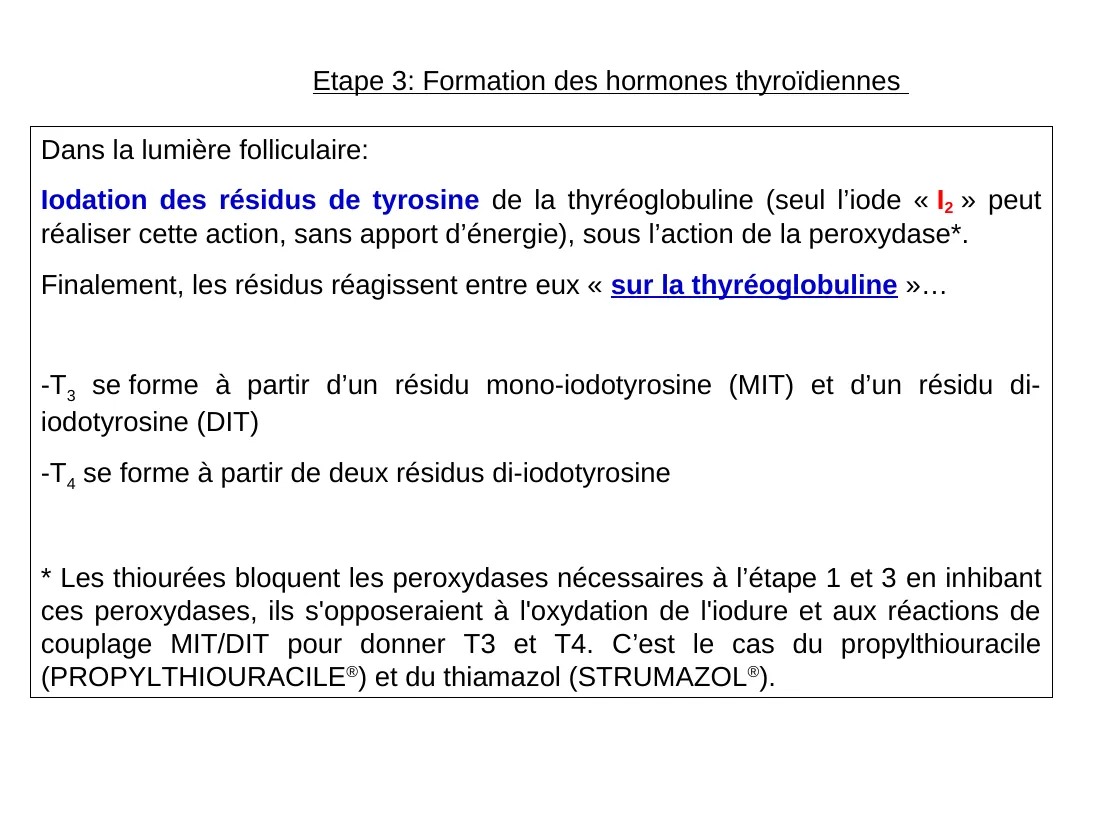 Etape 3: Formation des hormones thyroïdiennes
Dans la lumière folliculaire:
Iodation des résidus de tyrosine de la thyréoglobuline (seul l’iode « I₂ » peut
réaliser cette action, sans apport d’énergie), sous l’action de la peroxydase*.
Finalement, les résidus réagissent entre eux « sur la thyréoglobuline »…
-T₃ se forme à partir d’un résidu mono-iodotyrosine (MIT) et d’un résidu di-
iodotyrosine (DIT)
-T₄ se forme à partir de deux résidus di-iodotyrosine
* Les thiourées bloquent les peroxydases nécessaires à l’étape 1 et 3 en inhibant
ces peroxydases, ils s'opposeraient à l'oxydation de l'iodure et aux réactions de
couplage MIT/DIT pour donner T3 et T4. C’est le cas du propylthiouracile
(PROPYLTHIOURACILE®) et du thiamazol (STRUMAZOL®).